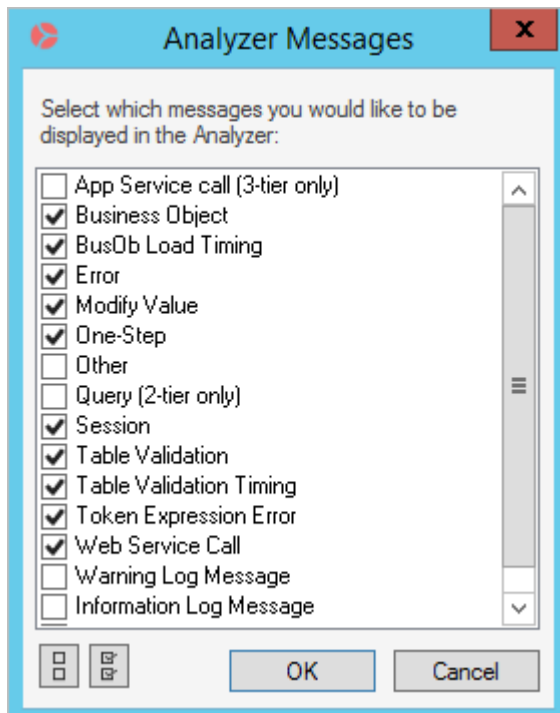 Analyzer Messages
x
Select which messages you would like to be
displayed in the Analyzer:
App Service call (3-tier only)
Business Object
BusOb Load Timing
Error
Modify Value
One-Step
Other
Query (2-tier only)
Session
Table Validation
Table Validation Timing
Token Expression Error
Web Service Call
Warning Log Message
Information Log Message
OK
Cancel